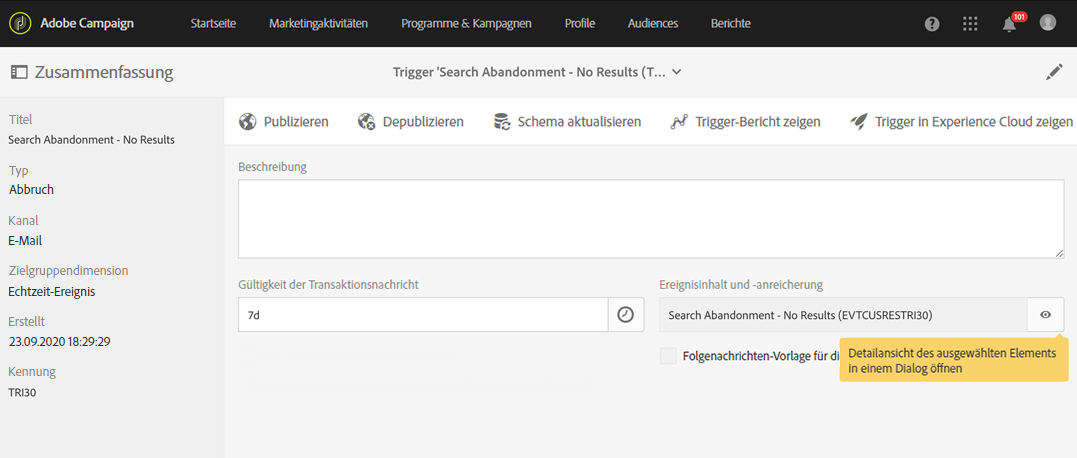 Adobe Campaign Startseite Marketingaktivitäten Programme & Kampagnen Profile Audiences Berichte 101
Zusammenfassung Trigger 'Search Abandonment - No Results (T...
Publizieren Depublizieren Schema aktualisieren Trigger-Bericht zeigen Trigger in Experience Cloud zeigen
Titel
Search Abandonment - No Results
Typ
Abbruch
Kanal
E-Mail
Zielgruppendimension
Echtzeit-Ereignis
Erstellt
23.09.2020 18:29:29
Kennung
TRI30
Beschreibung
Gültigkeit der Transaktionsnachricht
7d
Ereignisinhalt und -anreicherung
Search Abandonment - No Results (EVTCUSRESTRI30)
Folgenachrichten-Vorlage für di
Detailansicht des ausgewählten Elements
in einem Dialog öffnen